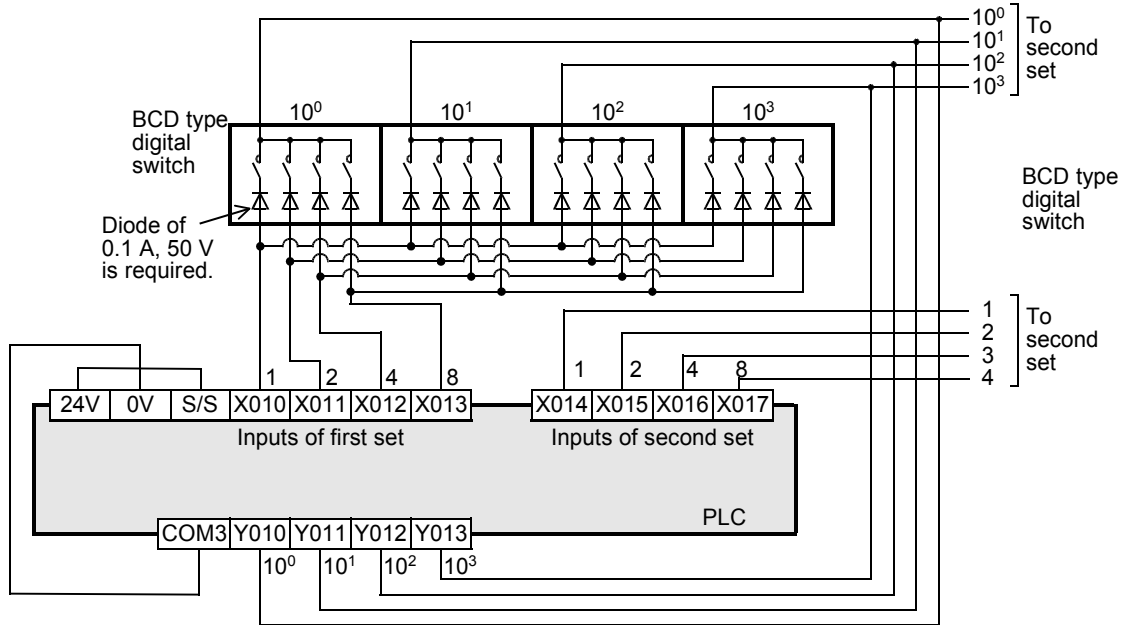 10⁰
10¹
10²
10³
To
second
set
BCD type
digital
switch
10⁰ 10¹ 10² 10³
BCD type
digital
switch
Diode of
0.1 A, 50 V
is required.
1
2
3
4
To
second
set
1 2 4 8
1 2 4 8
24V 0V S/S X010 X011 X012 X013
X014 X015 X016 X017
Inputs of first set
Inputs of second set
PLC
COM3 Y010 Y011 Y012 Y013
10⁰ 10¹ 10² 10³